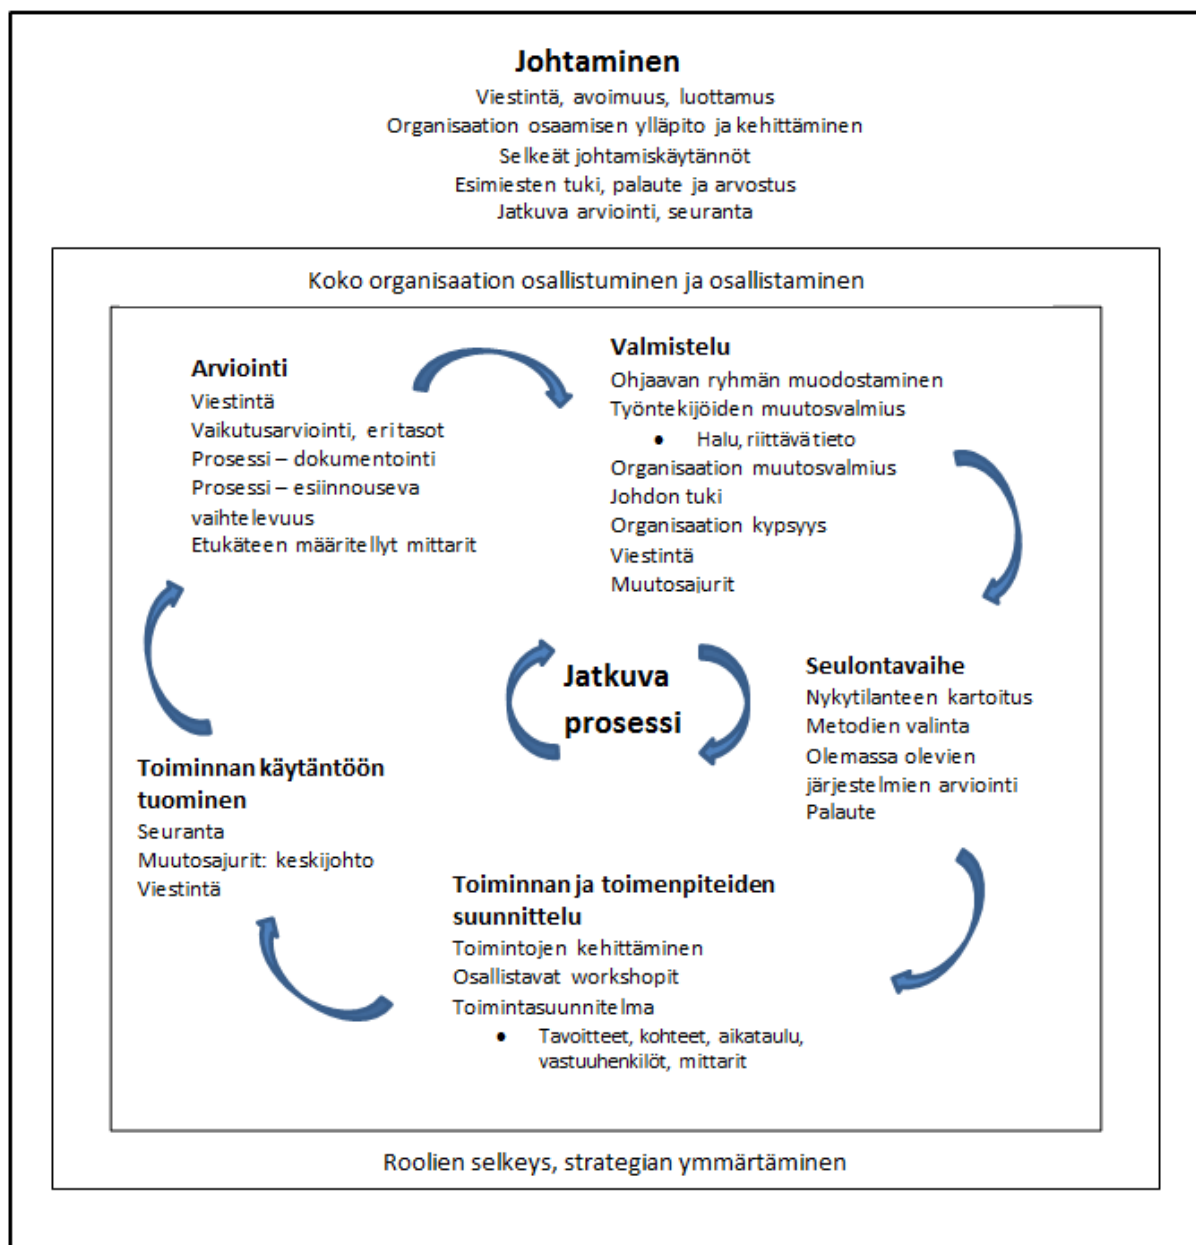 Johtaminen
Viestintä, avoimuus, luottamus
Organisaation osaamisen ylläpito ja kehittäminen
Selkeät johtamiskäytännöt
Esimiesten tuki, palaute ja arvostus
Jatkuva arviointi, seuranta
Koko organisaation osallistuminen ja osallistaminen
Arviointi
Viestintä
Vaikutusarviointi, eri tasot
Prosessi – dokumentointi
Prosessi – esiinnouseva
vaihtelevuus
Etukäteen määritellyt mittarit
Valmistelu
Ohjaavan ryhmän muodostaminen
Työntekijöiden muutosvalmius
• Halu, riittävä tieto
Organisaation muutosvalmius
Johdon tuki
Organisaation kypsyys
Viestintä
Muutosajurit
Jatkuva
prosessi
Seulontavaihe
Nykytilanteen kartoitus
Metodien valinta
Olemassa olevien
järjestelmien arviointi
Palaute
Toiminnan käytäntöön
tuominen
Seuranta
Muutosajurit: keskijohto
Viestintä
Toiminnan ja toimenpiteiden
suunnittelu
Toimintojen kehittäminen
Osallistavat workshopit
Toimintasuunnitelma
• Tavoitteet, kohteet, aikataulu,
vastuuhenkilöt, mittarit
Roolien selkeys, strategian ymmärtäminen